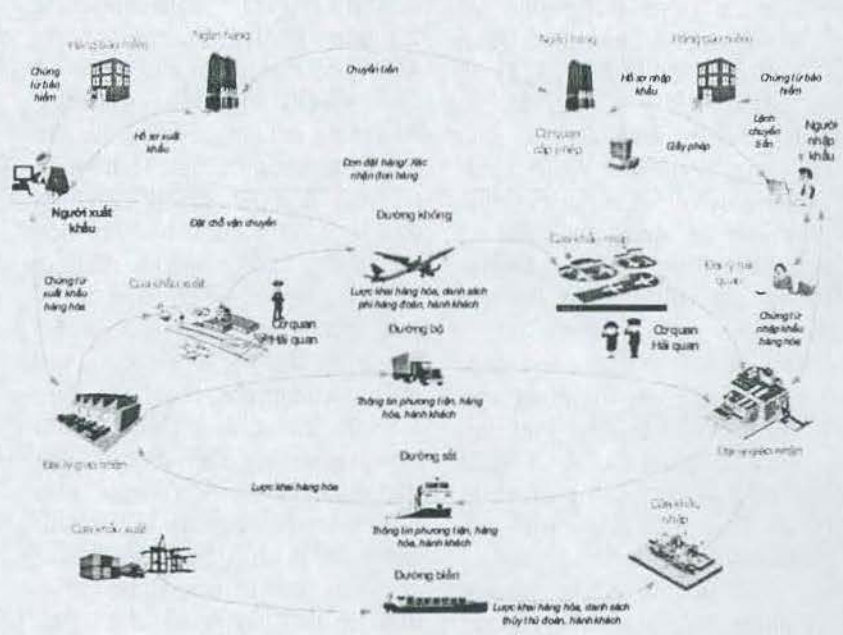 Hãng bảo hiểm
Ngân hàng
Ngân hàng
Hãng bảo hiểm
Chứng
từ bảo
hiểm
Chuyển tiền
Hồ sơ nhập
khẩu
Chứng từ bảo
hiểm
Hồ sơ xuất
khẩu
Cơ quan
cấp phép
Giấy phép
Lệnh
chuyển
tiền
Người
nhập
khẩu
Đơn đặt hàng/ Xác
nhận đơn hàng
Người xuất
khẩu
Đặt chỗ vận chuyển
Đường không
Cửa khẩu nhập
Đại lý hải
quan
Chứng từ
xuất khẩu
hàng hóa
Cửa khẩu xuất
Lược khai hàng hóa, danh sách
phi hàng đoàn, hành khách
Cơ quan
Hải quan
Cơ quan
Hải quan
Chứng từ
nhập khẩu
hàng hóa
Đường bộ
Thông tin phương tiện, hàng
hóa, hành khách
Đại lý giao nhận
Đại lý giao nhận
Đường sắt
Lược khai hàng hóa
Thông tin phương tiện, hàng
hóa, hành khách
Cửa khẩu
nhập
Cửa khẩu xuất
Đường biển
Lược khai hàng hóa, danh sách
thủy thủ đoàn, hành khách